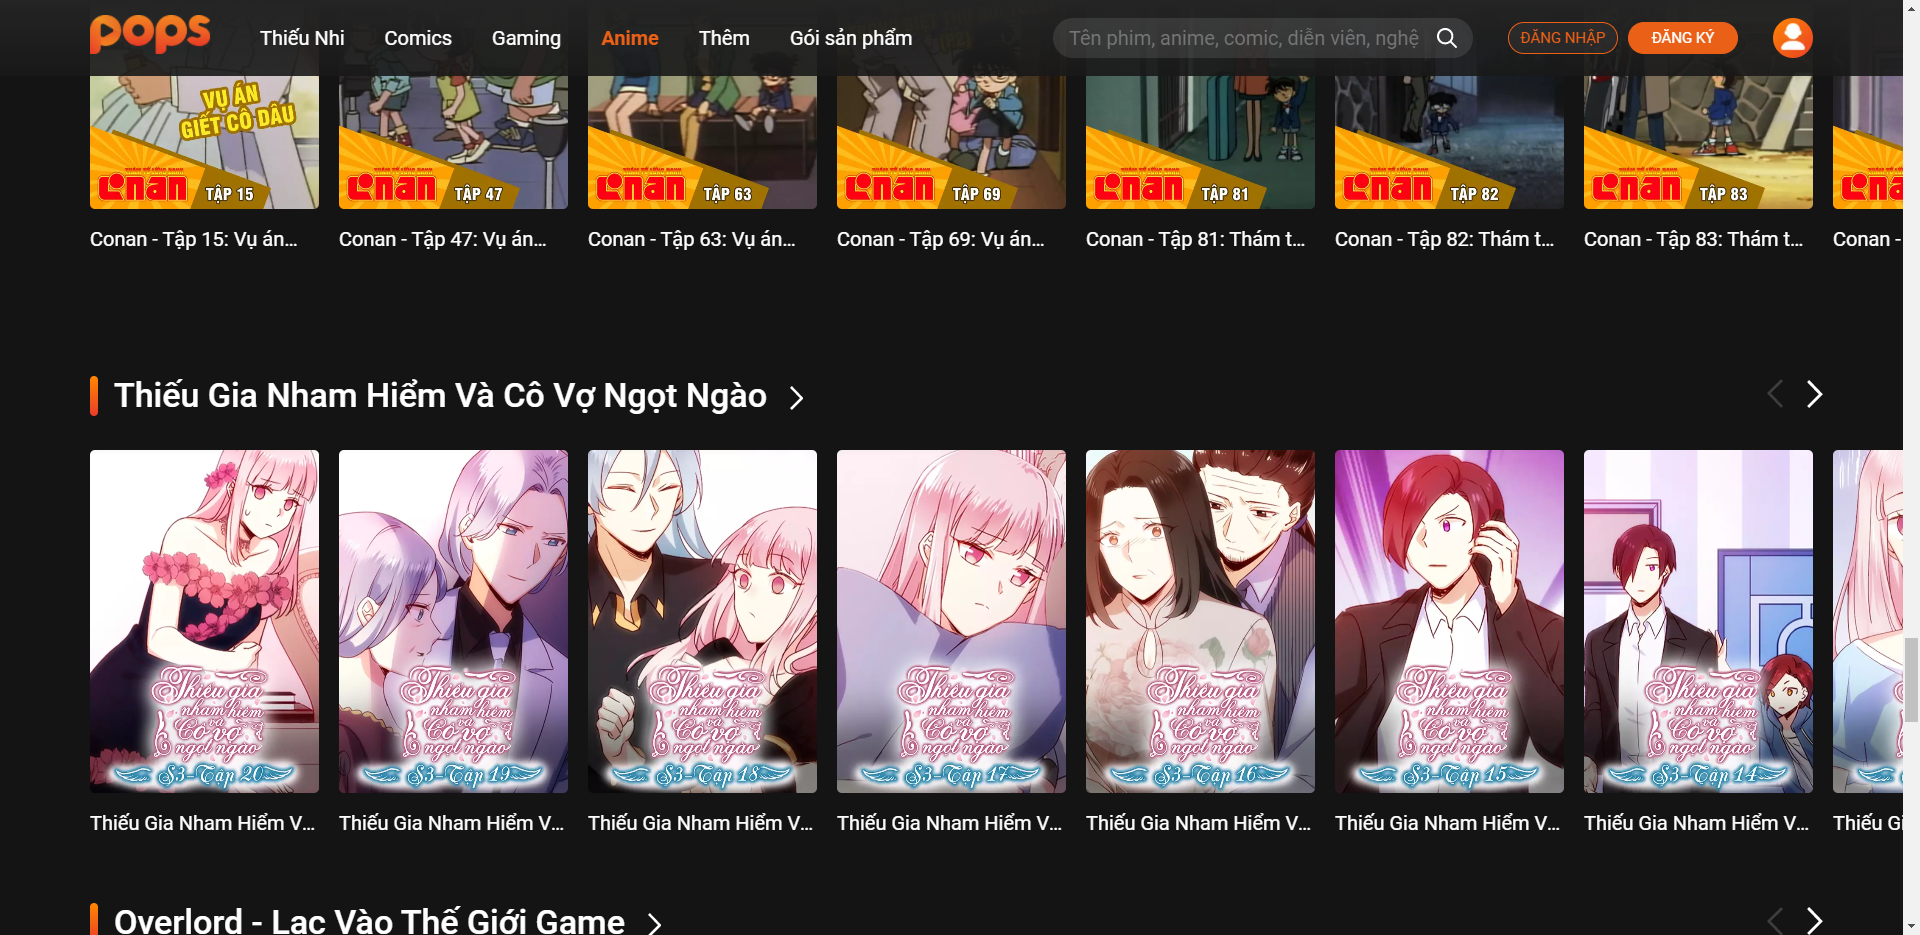 POPS
Thiếu Nhi
Comics
Gaming
Anime
Thêm
Gói sản phẩm
Tên phim, anime, comic, diễn viên, nghệ
ĐĂNG NHẬP
ĐĂNG KÝ
VỤ ÁN
GIẾT CÔ DÂU
Conan TẬP 15
Conan TẬP 47
Conan TẬP 63
Conan TẬP 69
Conan TẬP 81
Conan TẬP 82
Conan TẬP 83
Conan - Tập 15: Vụ án...
Conan - Tập 47: Vụ án...
Conan - Tập 63: Vụ án...
Conan - Tập 69: Vụ án...
Conan - Tập 81: Thám t...
Conan - Tập 82: Thám t...
Conan - Tập 83: Thám t...
Conan -
Thiếu Gia Nham Hiểm Và Cô Vợ Ngọt Ngào
Thiếu gia
nham hiểm
và
Cô vợ
ngọt ngào
S3-Tập 20
Thiếu gia
nham hiểm
và
Cô vợ
ngọt ngào
S3-Tập 19
Thiếu gia
nham hiểm
và
Cô vợ
ngọt ngào
S3-Tập 18
Thiếu gia
nham hiểm
và
Cô vợ
ngọt ngào
S3-Tập 17
Thiếu gia
nham hiểm
và
Cô vợ
ngọt ngào
S3-Tập 16
Thiếu gia
nham hiểm
và
Cô vợ
ngọt ngào
S3-Tập 15
Thiếu gia
nham hiểm
và
Cô vợ
ngọt ngào
S3-Tập 14
Thiếu Gia Nham Hiểm V...
Thiếu Gia Nham Hiểm V...
Thiếu Gia Nham Hiểm V...
Thiếu Gia Nham Hiểm V...
Thiếu Gia Nham Hiểm V...
Thiếu Gia Nham Hiểm V...
Thiếu Gia Nham Hiểm V...
Thiếu Gi
Overlord - Lạc Vào Thế Giới Game